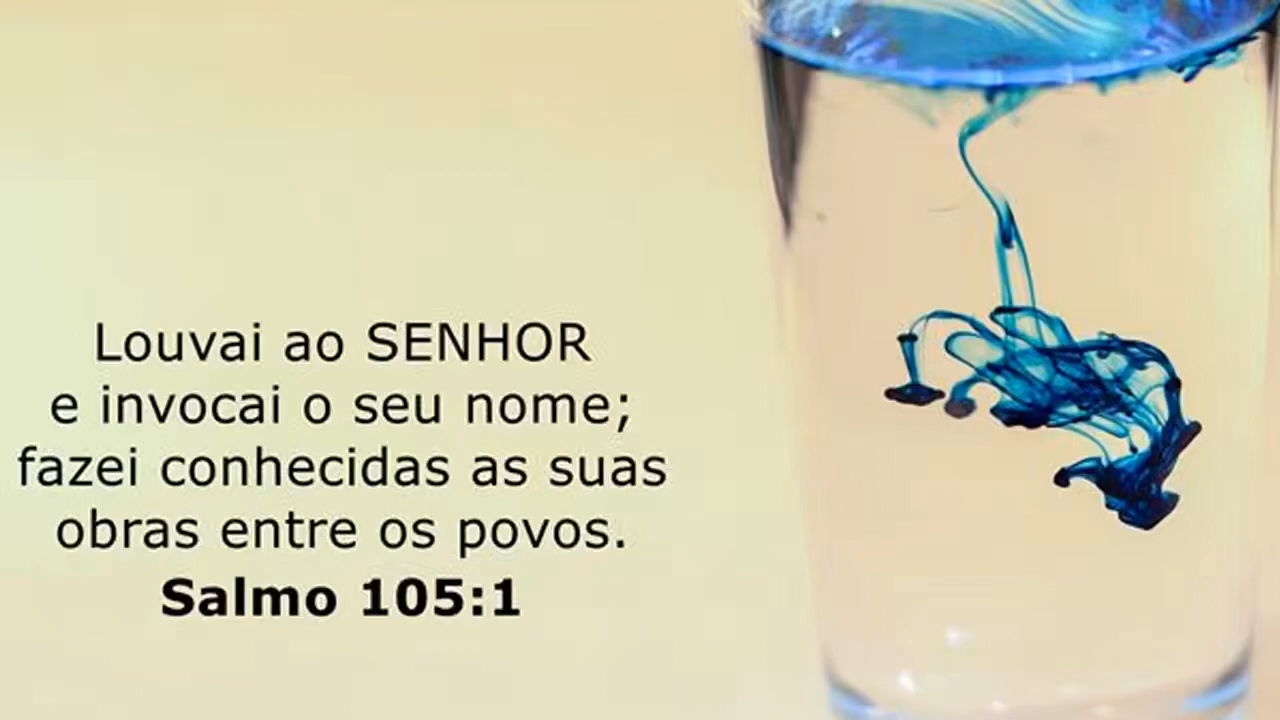 Louvai ao SENHOR
e invocai o seu nome;
fazei conhecidas as suas
obras entre os povos.
Salmo 105:1